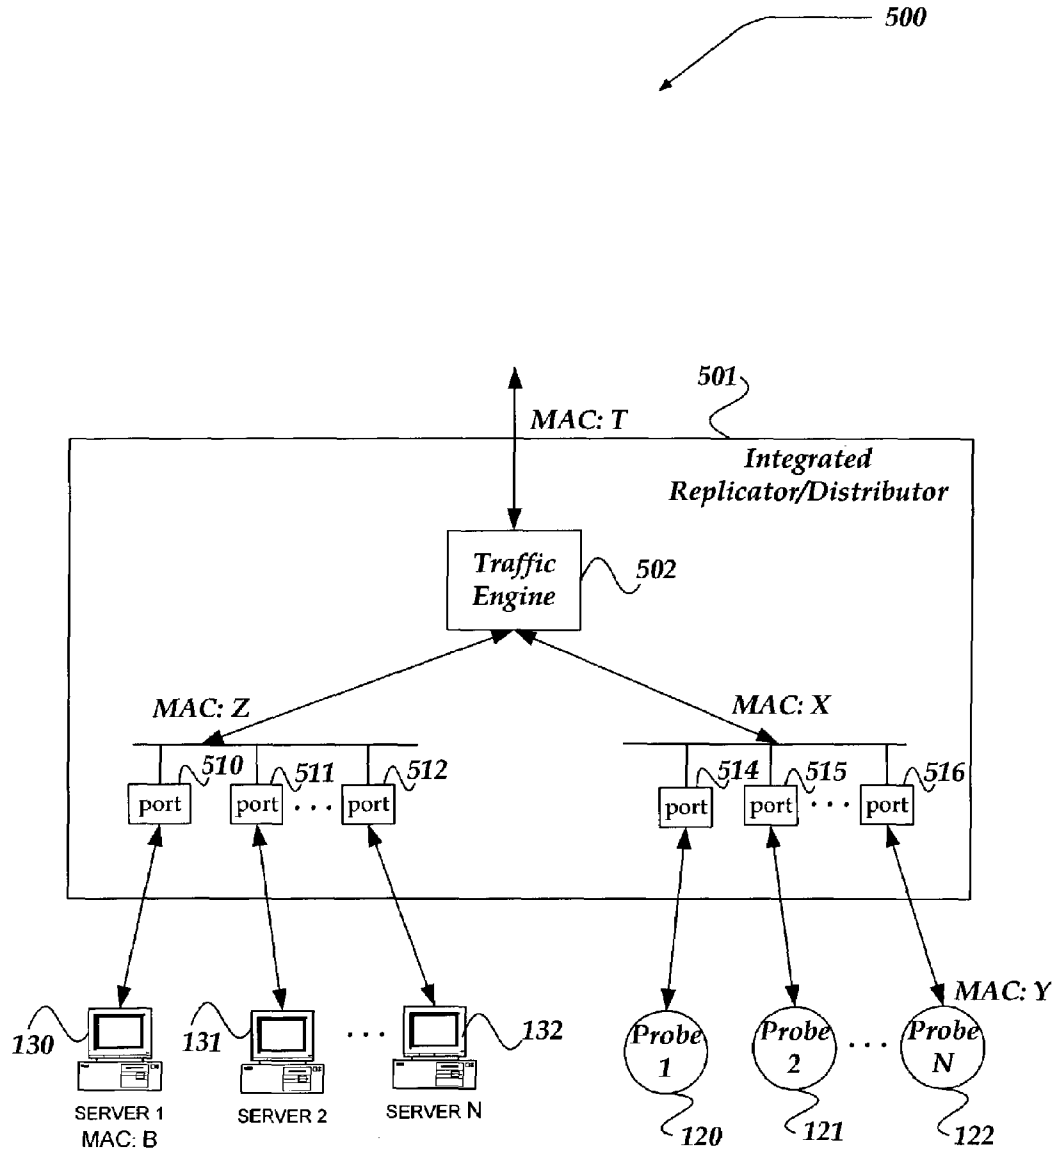 500
501
MAC: T
Integrated
Replicator/Distributor
Traffic
Engine
502
MAC: Z
MAC: X
510
511
512
514
515
516
port
port
...
port
port
port
...
port
MAC: Y
130
131
...
132
Probe
1
Probe
2
...
Probe
N
SERVER 1
MAC: B
SERVER 2
SERVER N
120
121
122